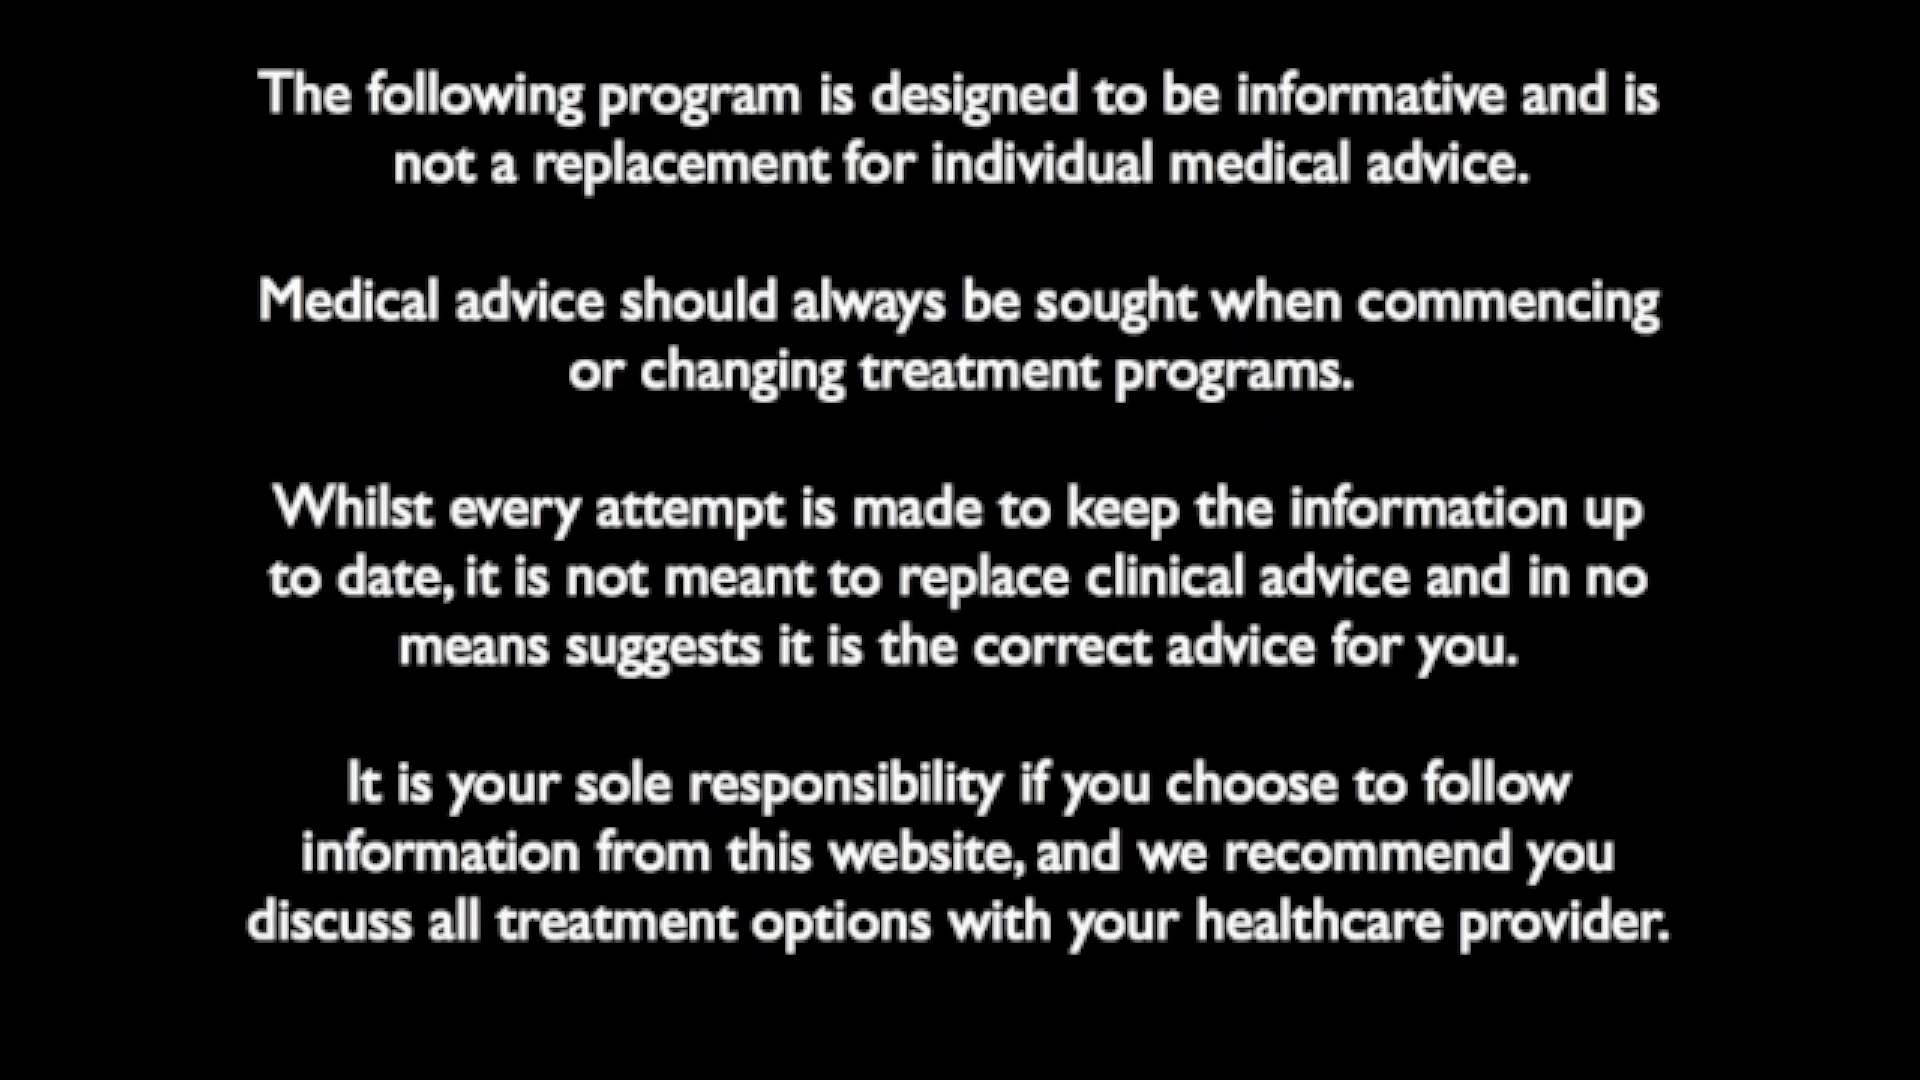 The following program is designed to be informative and is
not a replacement for individual medical advice.
Medical advice should always be sought when commencing
or changing treatment programs.
Whilst every attempt is made to keep the information up
to date, it is not meant to replace clinical advice and in no
means suggests it is the correct advice for you.
It is your sole responsibility if you choose to follow
information from this website, and we recommend you
discuss all treatment options with your healthcare provider.